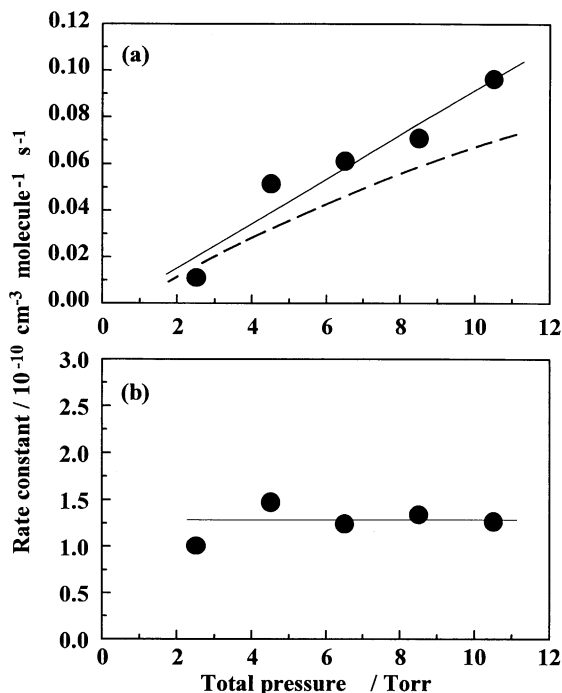 0.12
(a)
0.10
0.08
0.06
0.04
0.02
0.00
0 2 4 6 8 10 12
Rate constant / 10⁻¹⁰ cm⁻³ molecule⁻¹ s⁻¹
3.0
(b)
2.5
2.0
1.5
1.0
0.5
0.0
0 2 4 6 8 10 12
Total pressure / Torr